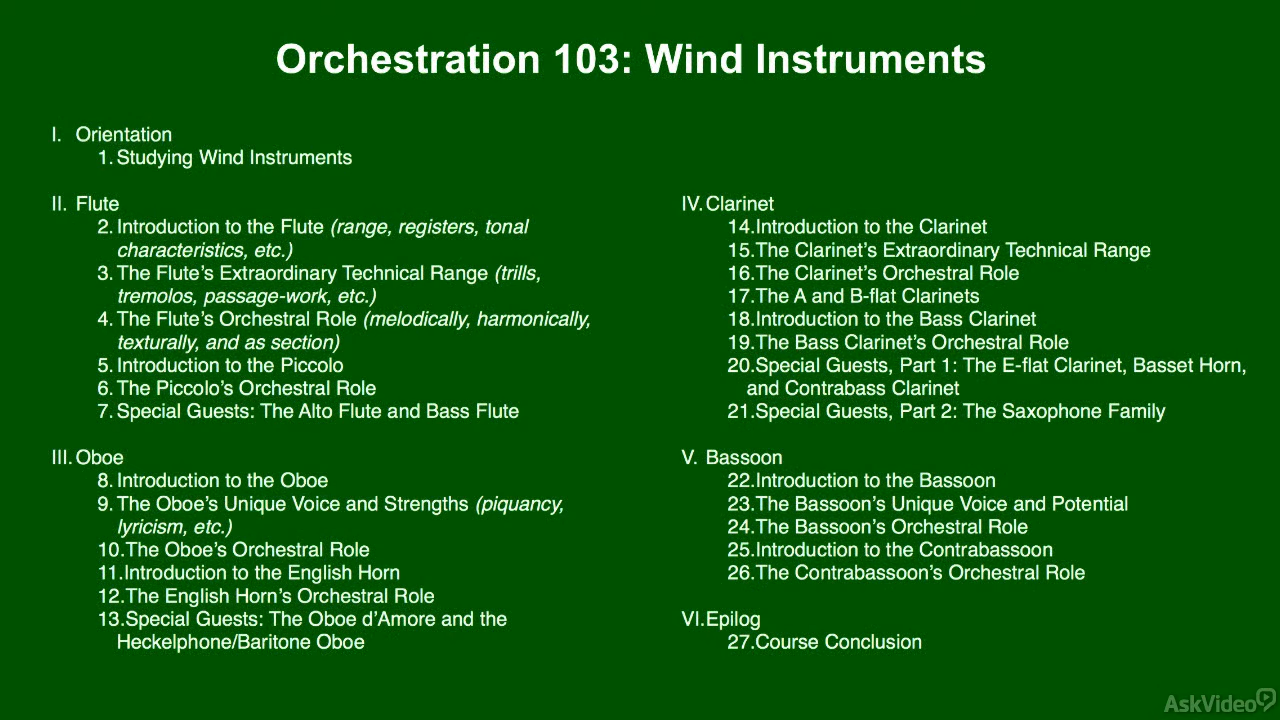 Orchestration 103: Wind Instruments
I. Orientation
1. Studying Wind Instruments
II. Flute
2. Introduction to the Flute (range, registers, tonal
characteristics, etc.)
3. The Flute’s Extraordinary Technical Range (trills,
tremolos, passage-work, etc.)
4. The Flute’s Orchestral Role (melodically, harmonically,
texturally, and as section)
5. Introduction to the Piccolo
6. The Piccolo’s Orchestral Role
7. Special Guests: The Alto Flute and Bass Flute
III. Oboe
8. Introduction to the Oboe
9. The Oboe’s Unique Voice and Strengths (piquancy,
lyricism, etc.)
10.The Oboe’s Orchestral Role
11.Introduction to the English Horn
12.The English Horn’s Orchestral Role
13.Special Guests: The Oboe d’Amore and the
Heckelphone/Baritone Oboe
IV. Clarinet
14.Introduction to the Clarinet
15.The Clarinet’s Extraordinary Technical Range
16.The Clarinet’s Orchestral Role
17.The A and B-flat Clarinets
18.Introduction to the Bass Clarinet
19.The Bass Clarinet’s Orchestral Role
20.Special Guests, Part 1: The E-flat Clarinet, Basset Horn,
and Contrabass Clarinet
21.Special Guests, Part 2: The Saxophone Family
V. Bassoon
22.Introduction to the Bassoon
23.The Bassoon’s Unique Voice and Potential
24.The Bassoon’s Orchestral Role
25.Introduction to the Contrabassoon
26.The Contrabassoon’s Orchestral Role
VI. Epilog
27.Course Conclusion
AskVideo